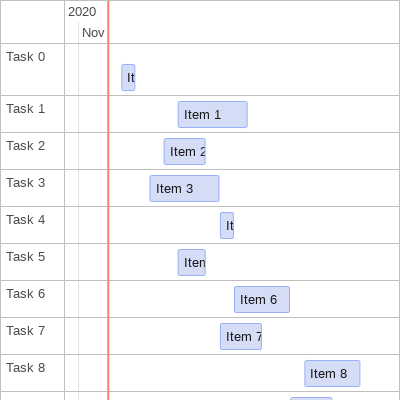 2020
Nov
Task 0
It
Task 1
Item 1
Task 2
Item 2
Task 3
Item 3
Task 4
It
Task 5
Item
Task 6
Item 6
Task 7
Item 7
Task 8
Item 8